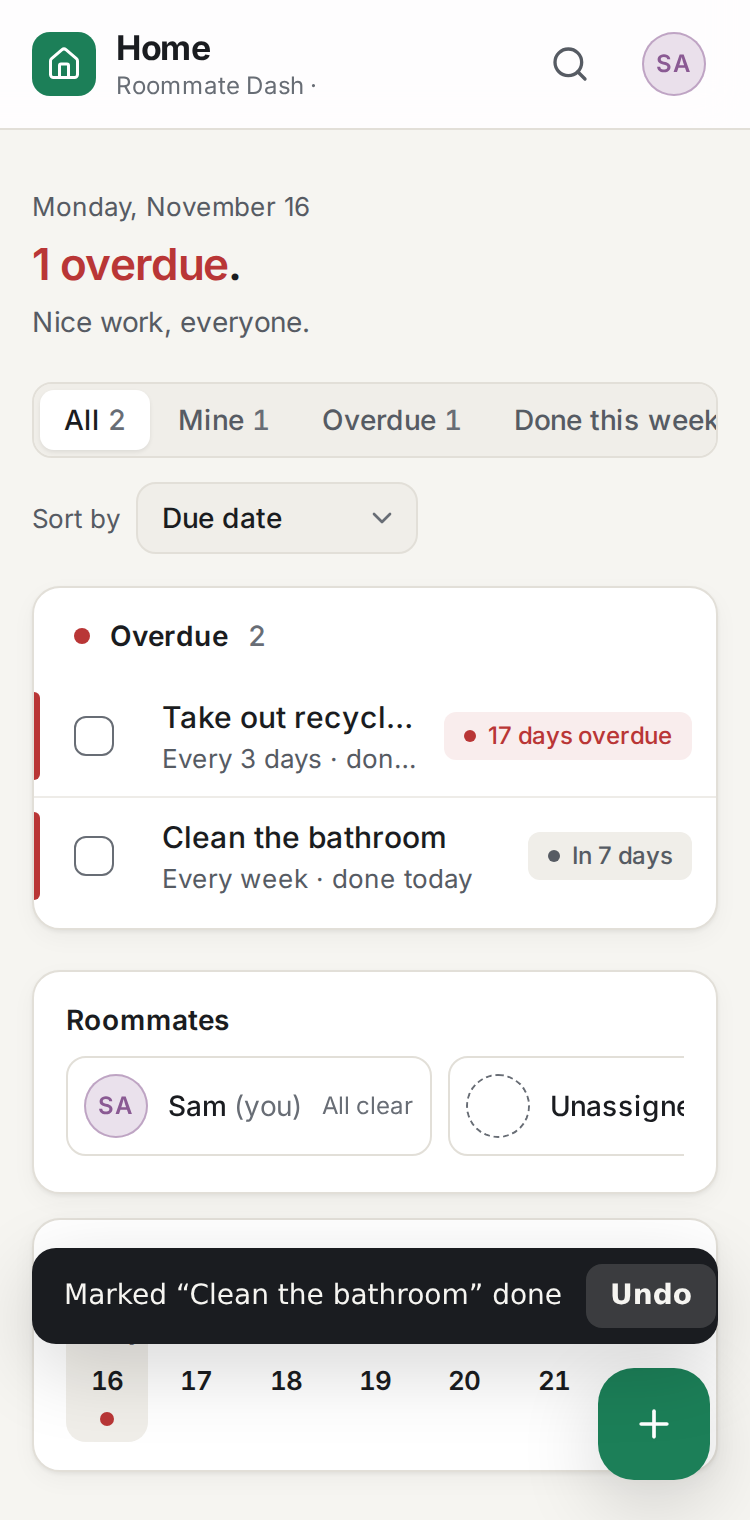 Home
Roommate Dash ·
SA
Monday, November 16
1 overdue.
Nice work, everyone.
All 2
Mine 1
Overdue 1
Done this week
Sort by
Due date
Overdue 2
Take out recycl…
Every 3 days · don…
17 days overdue
Clean the bathroom
Every week · done today
In 7 days
Roommates
SA
Sam (you)
All clear
Unassigne
Marked “Clean the bathroom” done
Undo
16 17 18 19 20 21